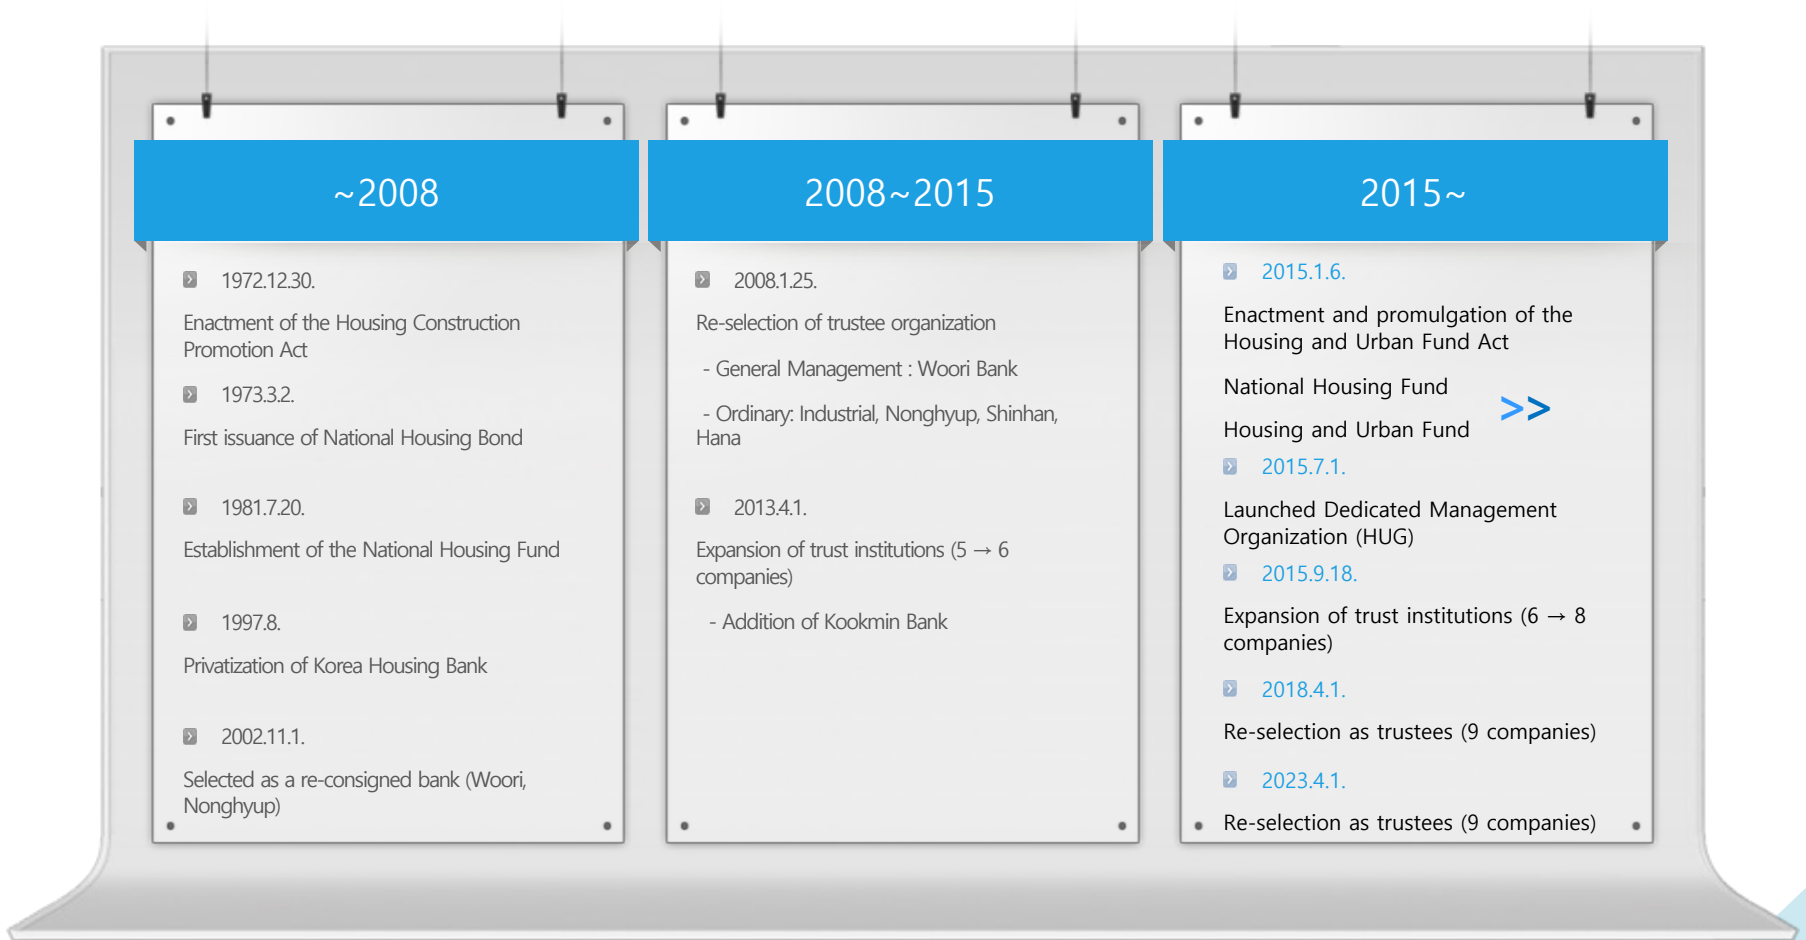 ~2008
1972.12.30.
Enactment of the Housing Construction
Promotion Act
1973.3.2.
First issuance of National Housing Bond
1981.7.20.
Establishment of the National Housing Fund
1997.8.
Privatization of Korea Housing Bank
2002.11.1.
Selected as a re-consigned bank (Woori,
Nonghyup)
2008~2015
2008.1.25.
Re-selection of trustee organization
- General Management : Woori Bank
- Ordinary: Industrial, Nonghyup, Shinhan,
Hana
2013.4.1.
Expansion of trust institutions (5 → 6
companies)
- Addition of Kookmin Bank
2015~
2015.1.6.
Enactment and promulgation of the
Housing and Urban Fund Act
National Housing Fund
>>
Housing and Urban Fund
2015.7.1.
Launched Dedicated Management
Organization (HUG)
2015.9.18.
Expansion of trust institutions (6 → 8
companies)
2018.4.1.
Re-selection as trustees (9 companies)
2023.4.1.
Re-selection as trustees (9 companies)